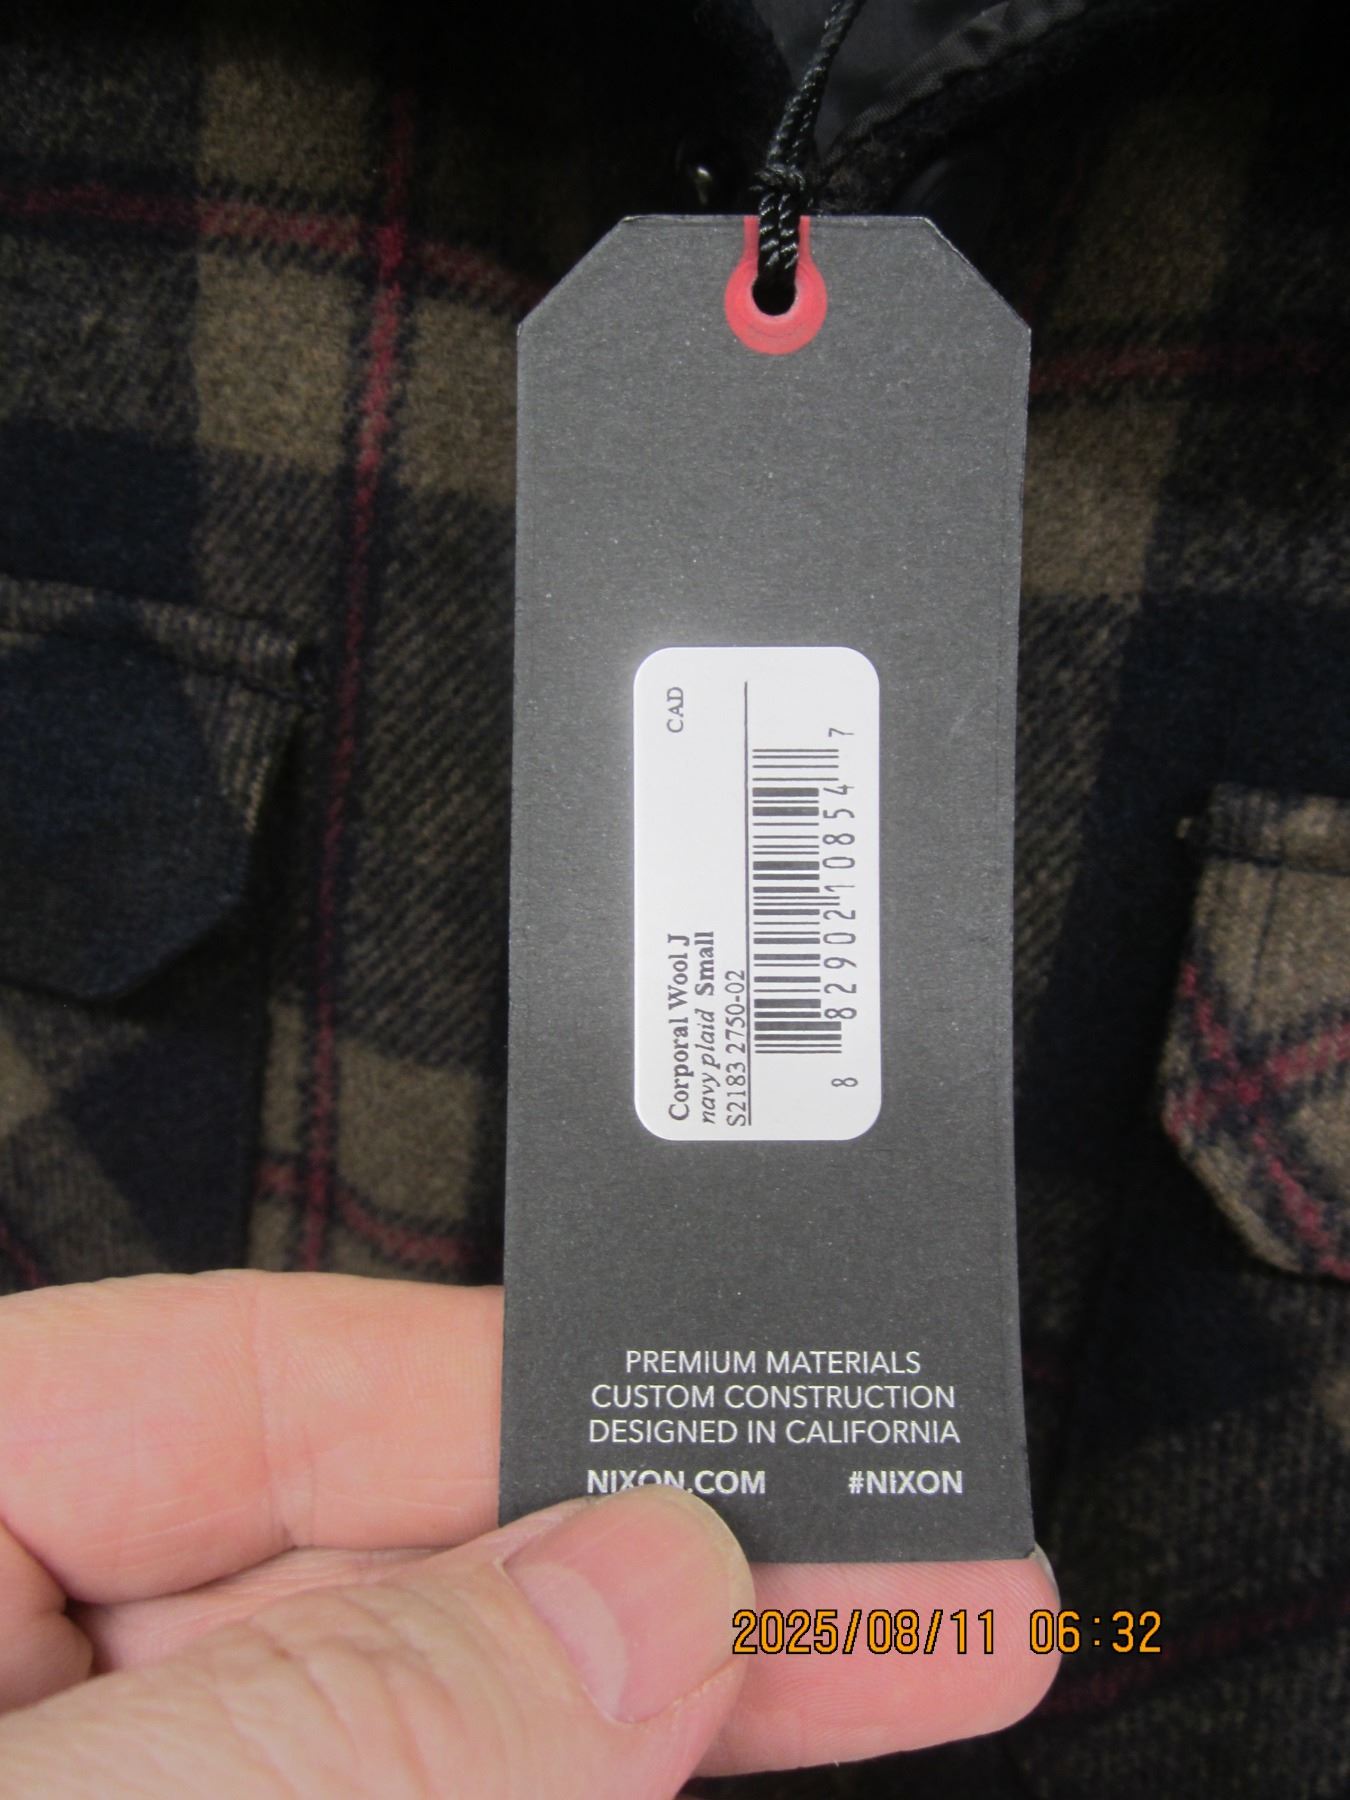 CAD
Corporal Wool J
navy plaid Small
S2183 2750-02
8 82902 10854 7
PREMIUM MATERIALS
CUSTOM CONSTRUCTION
DESIGNED IN CALIFORNIA
NIXON.COM #NIXON
2025/08/11 06:32